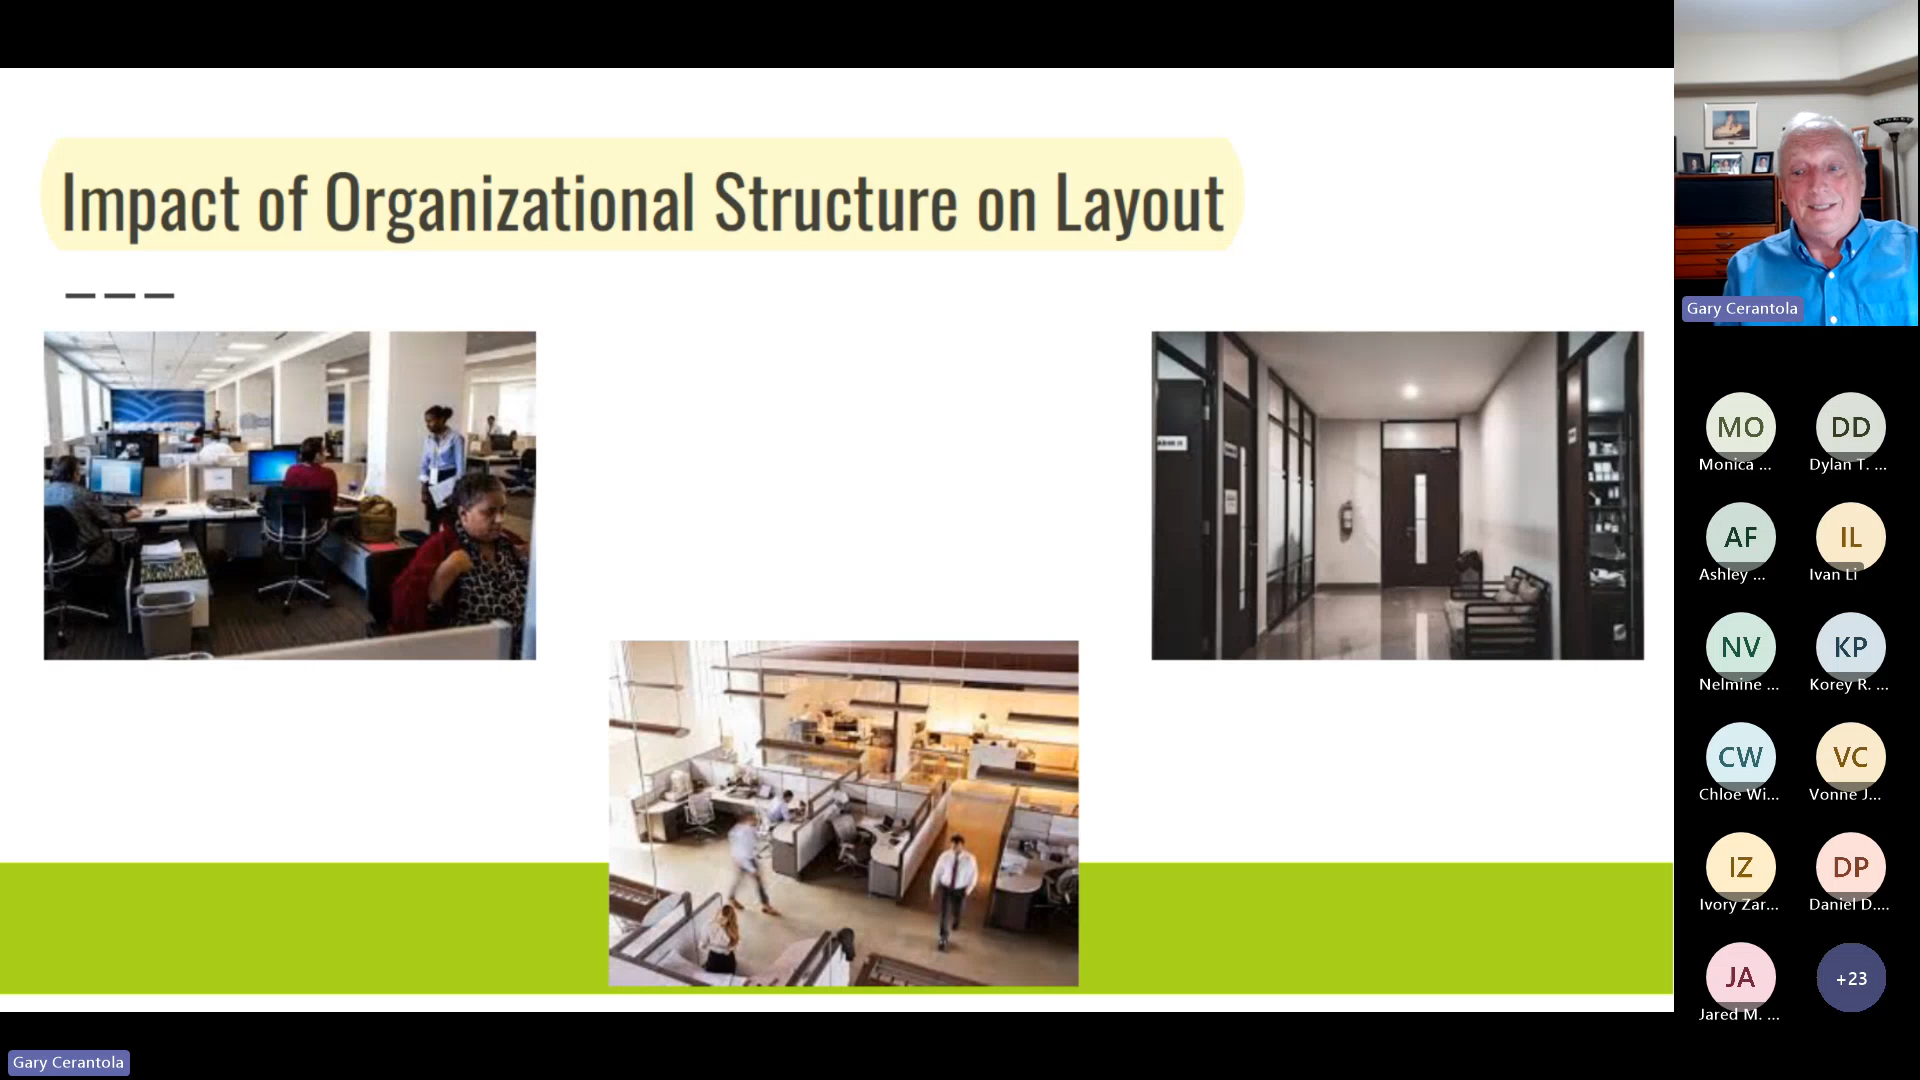 Impact of Organizational Structure on Layout
Gary Cerantola
MO
DD
Monica ...
Dylan T. ...
AF
IL
Ashley ...
Ivan Li
NV
KP
Nelmine ...
Korey R. ...
CW
VC
Chloe Wi...
Vonne J...
IZ
DP
Ivory Zar...
Daniel D....
JA
+23
Jared M. ...
Gary Cerantola